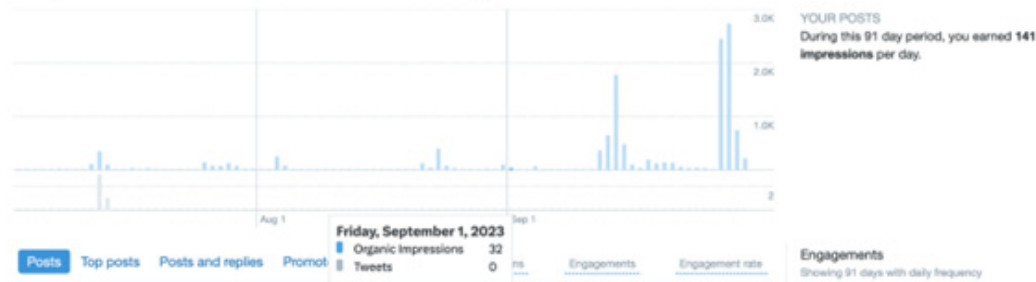 3.0K
YOUR POSTS
During this 91 day period, you earned 141
impressions per day.
2.0K
1.0K
2
Aug 1
Sep 1
Friday, September 1, 2023
Organic Impressions 32
Tweets 0
Posts Top posts Posts and replies Promot
ns Engagements Engagement rate
Engagements
Showing 91 days with daily frequency